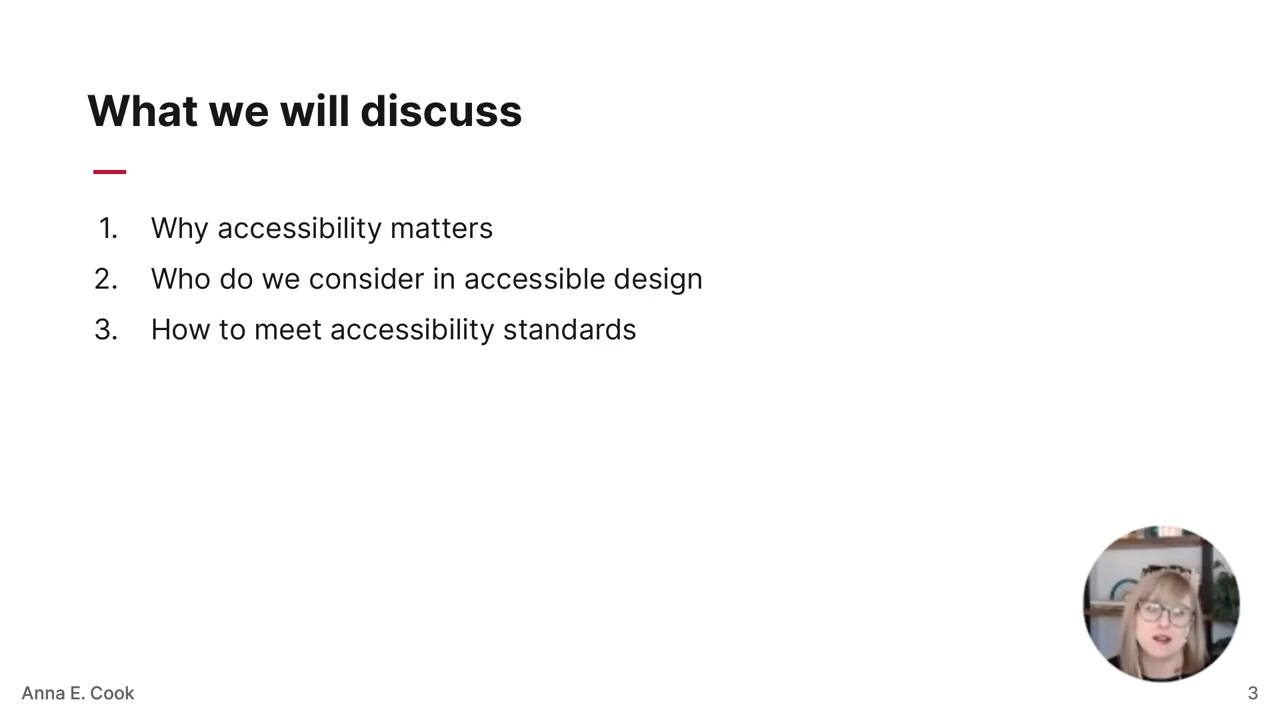 What we will discuss
1. Why accessibility matters
2. Who do we consider in accessible design
3. How to meet accessibility standards
Anna E. Cook
3